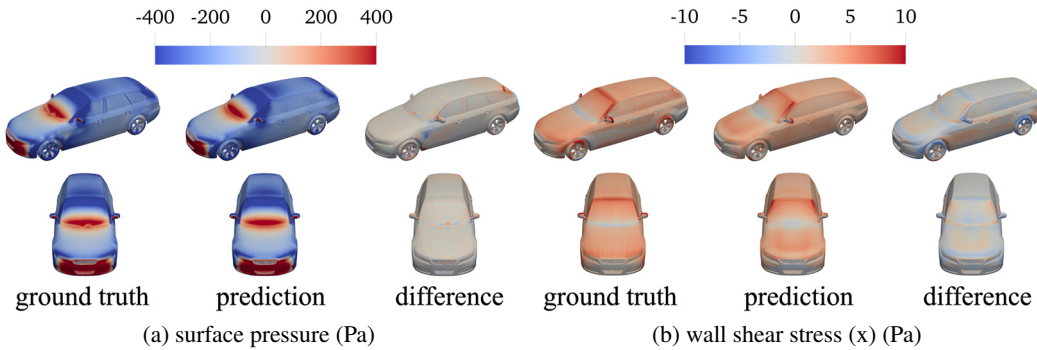 -400 -200 0 200 400
-10 -5 0 5 10
ground truth prediction difference ground truth prediction difference
(a) surface pressure (Pa)
(b) wall shear stress (x) (Pa)